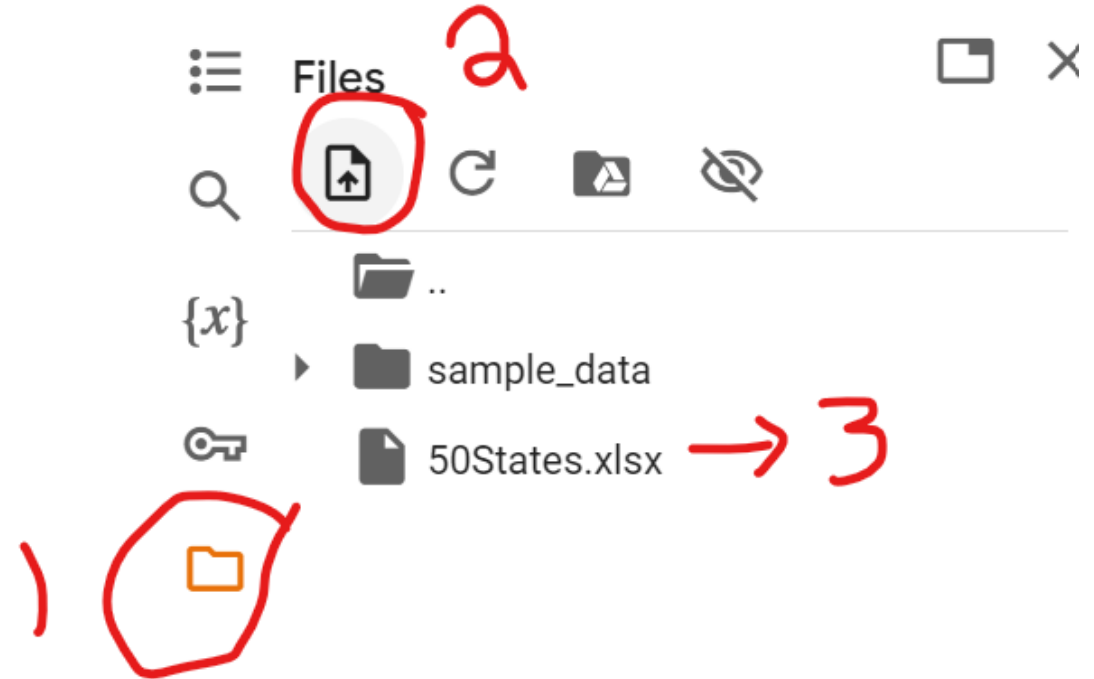 2
Files
{x}
..
sample_data
50States.xlsx → 3
1